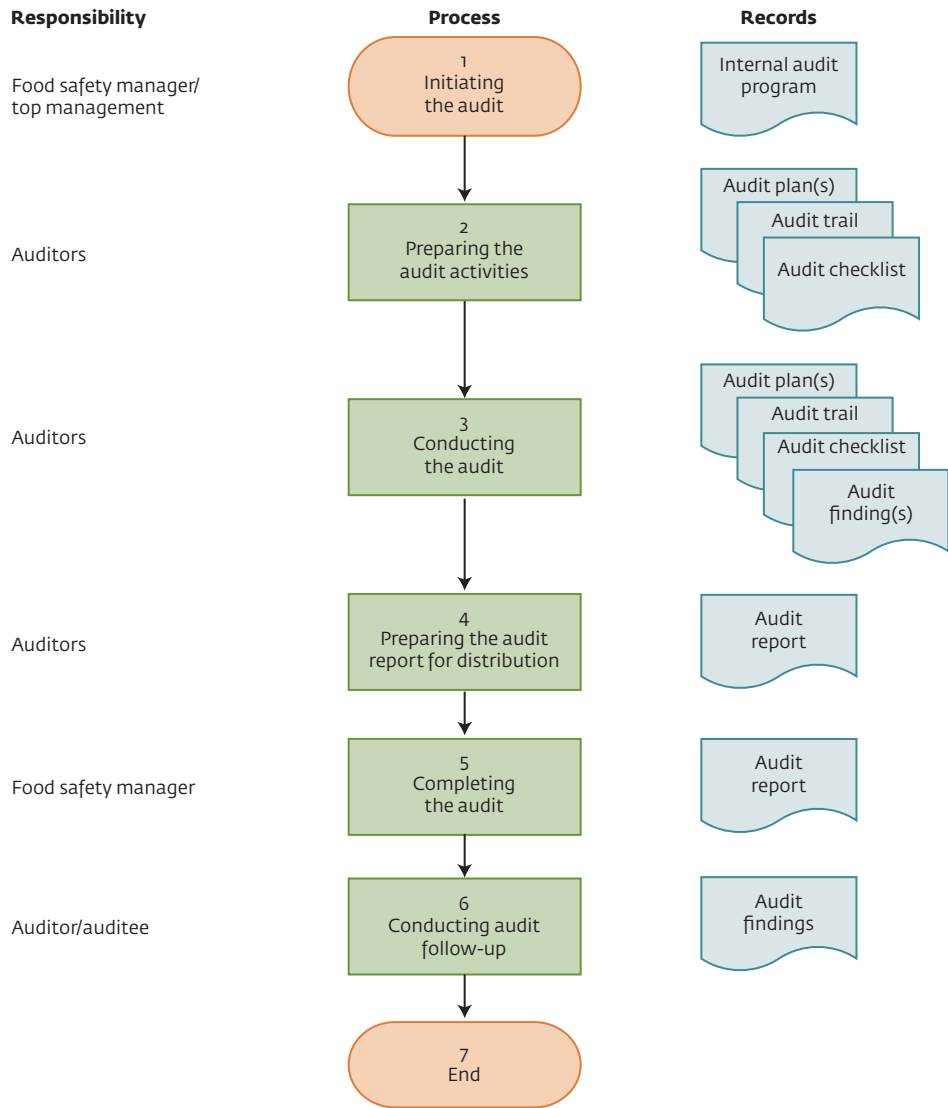 Responsibility
Process
Records
Food safety manager/
top management
1
Initiating
the audit
Internal audit
program
Auditors
2
Preparing the
audit activities
Audit plan(s)
Audit trail
Audit checklist
Auditors
3
Conducting
the audit
Audit plan(s)
Audit trail
Audit checklist
Audit
finding(s)
Auditors
4
Preparing the audit
report for distribution
Audit
report
Food safety manager
5
Completing
the audit
Audit
report
Auditor/auditee
6
Conducting audit
follow-up
Audit
findings
7
End